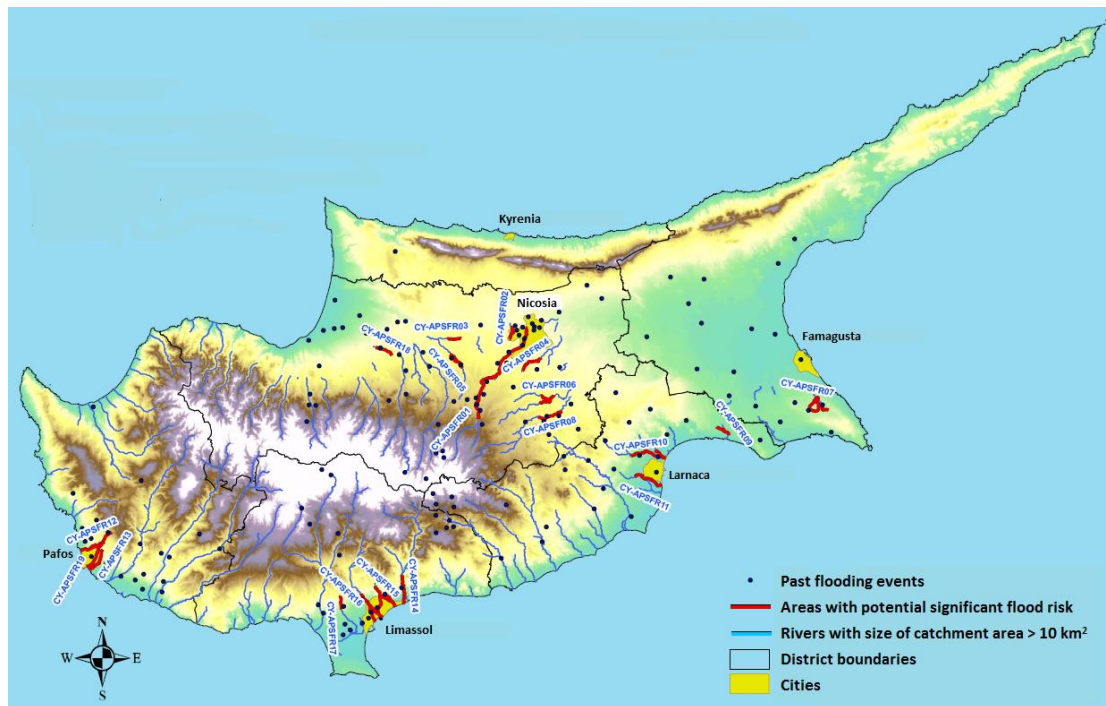 Kyrenia
CY-APSFR02
Nicosia
CY-APSFR03
CY-APSFR18
CY-APSFR04
CY-APSFR05
Famagusta
CY-APSFR06
CY-APSFR07
CY-APSFR01
CY-APSFR08
CY-APSFR09
CY-APSFR10
Larnaca
CY-APSFR11
CY-APSFR12
CY-APSFR13
Pafos
CY-APSFR19
CY-APSFR15
CY-APSFR16
CY-APSFR14
CY-APSFR17
Limassol
Past flooding events
Areas with potential significant flood risk
Rivers with size of catchment area > 10 km²
District boundaries
Cities
N
W E
S